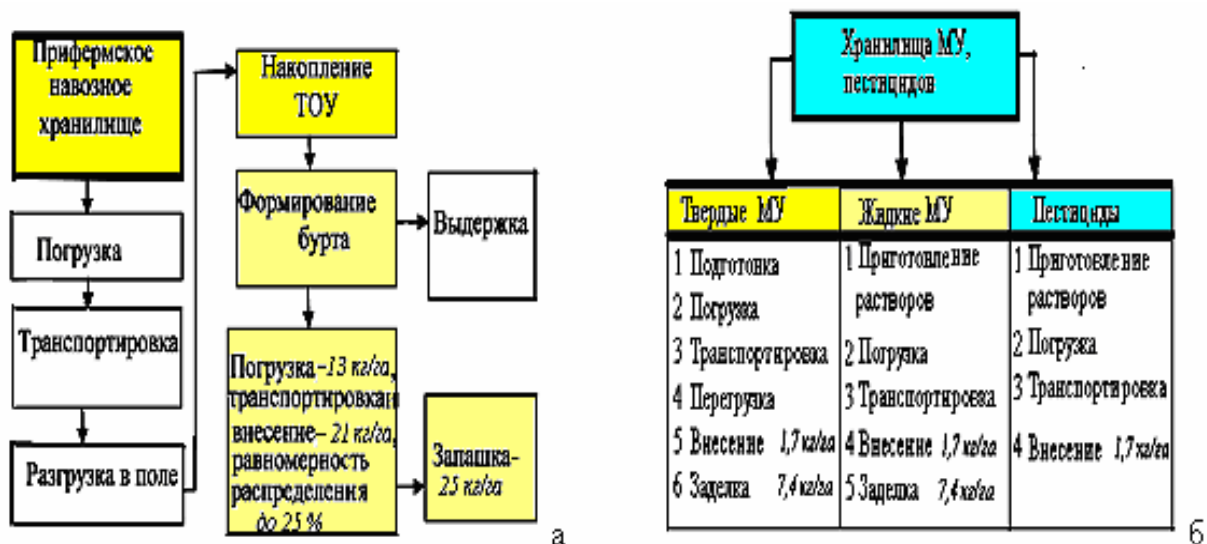 Прифермское
навозное
хранилище
Погрузка
Транспортировка
Разгрузка в поле
Накопление
ТОУ
Формирование
бурта
Выдержка
Погрузка–13 кг/га,
транспортировка и
внесение– 21 кг/га,
равномерность
распределения
до 25 %
Запашка-
25 кг/га
а
Хранилища МУ,
пестицидов
Твердые МУ
1 Подготовка
2 Погрузка
3 Транспортировка
4 Перегрузка
5 Внесение 1,7 кг/га
6 Заделка 7,4 кг/га
Жидкие МУ
1 Приготовление
растворов
2 Погрузка
3 Транспортировка
4 Внесение 1,7 кг/га
5 Заделка 7,4 кг/га
Пестициды
1 Приготовление
растворов
2 Погрузка
3 Транспортировка
4 Внесение 1,7 кг/га
б